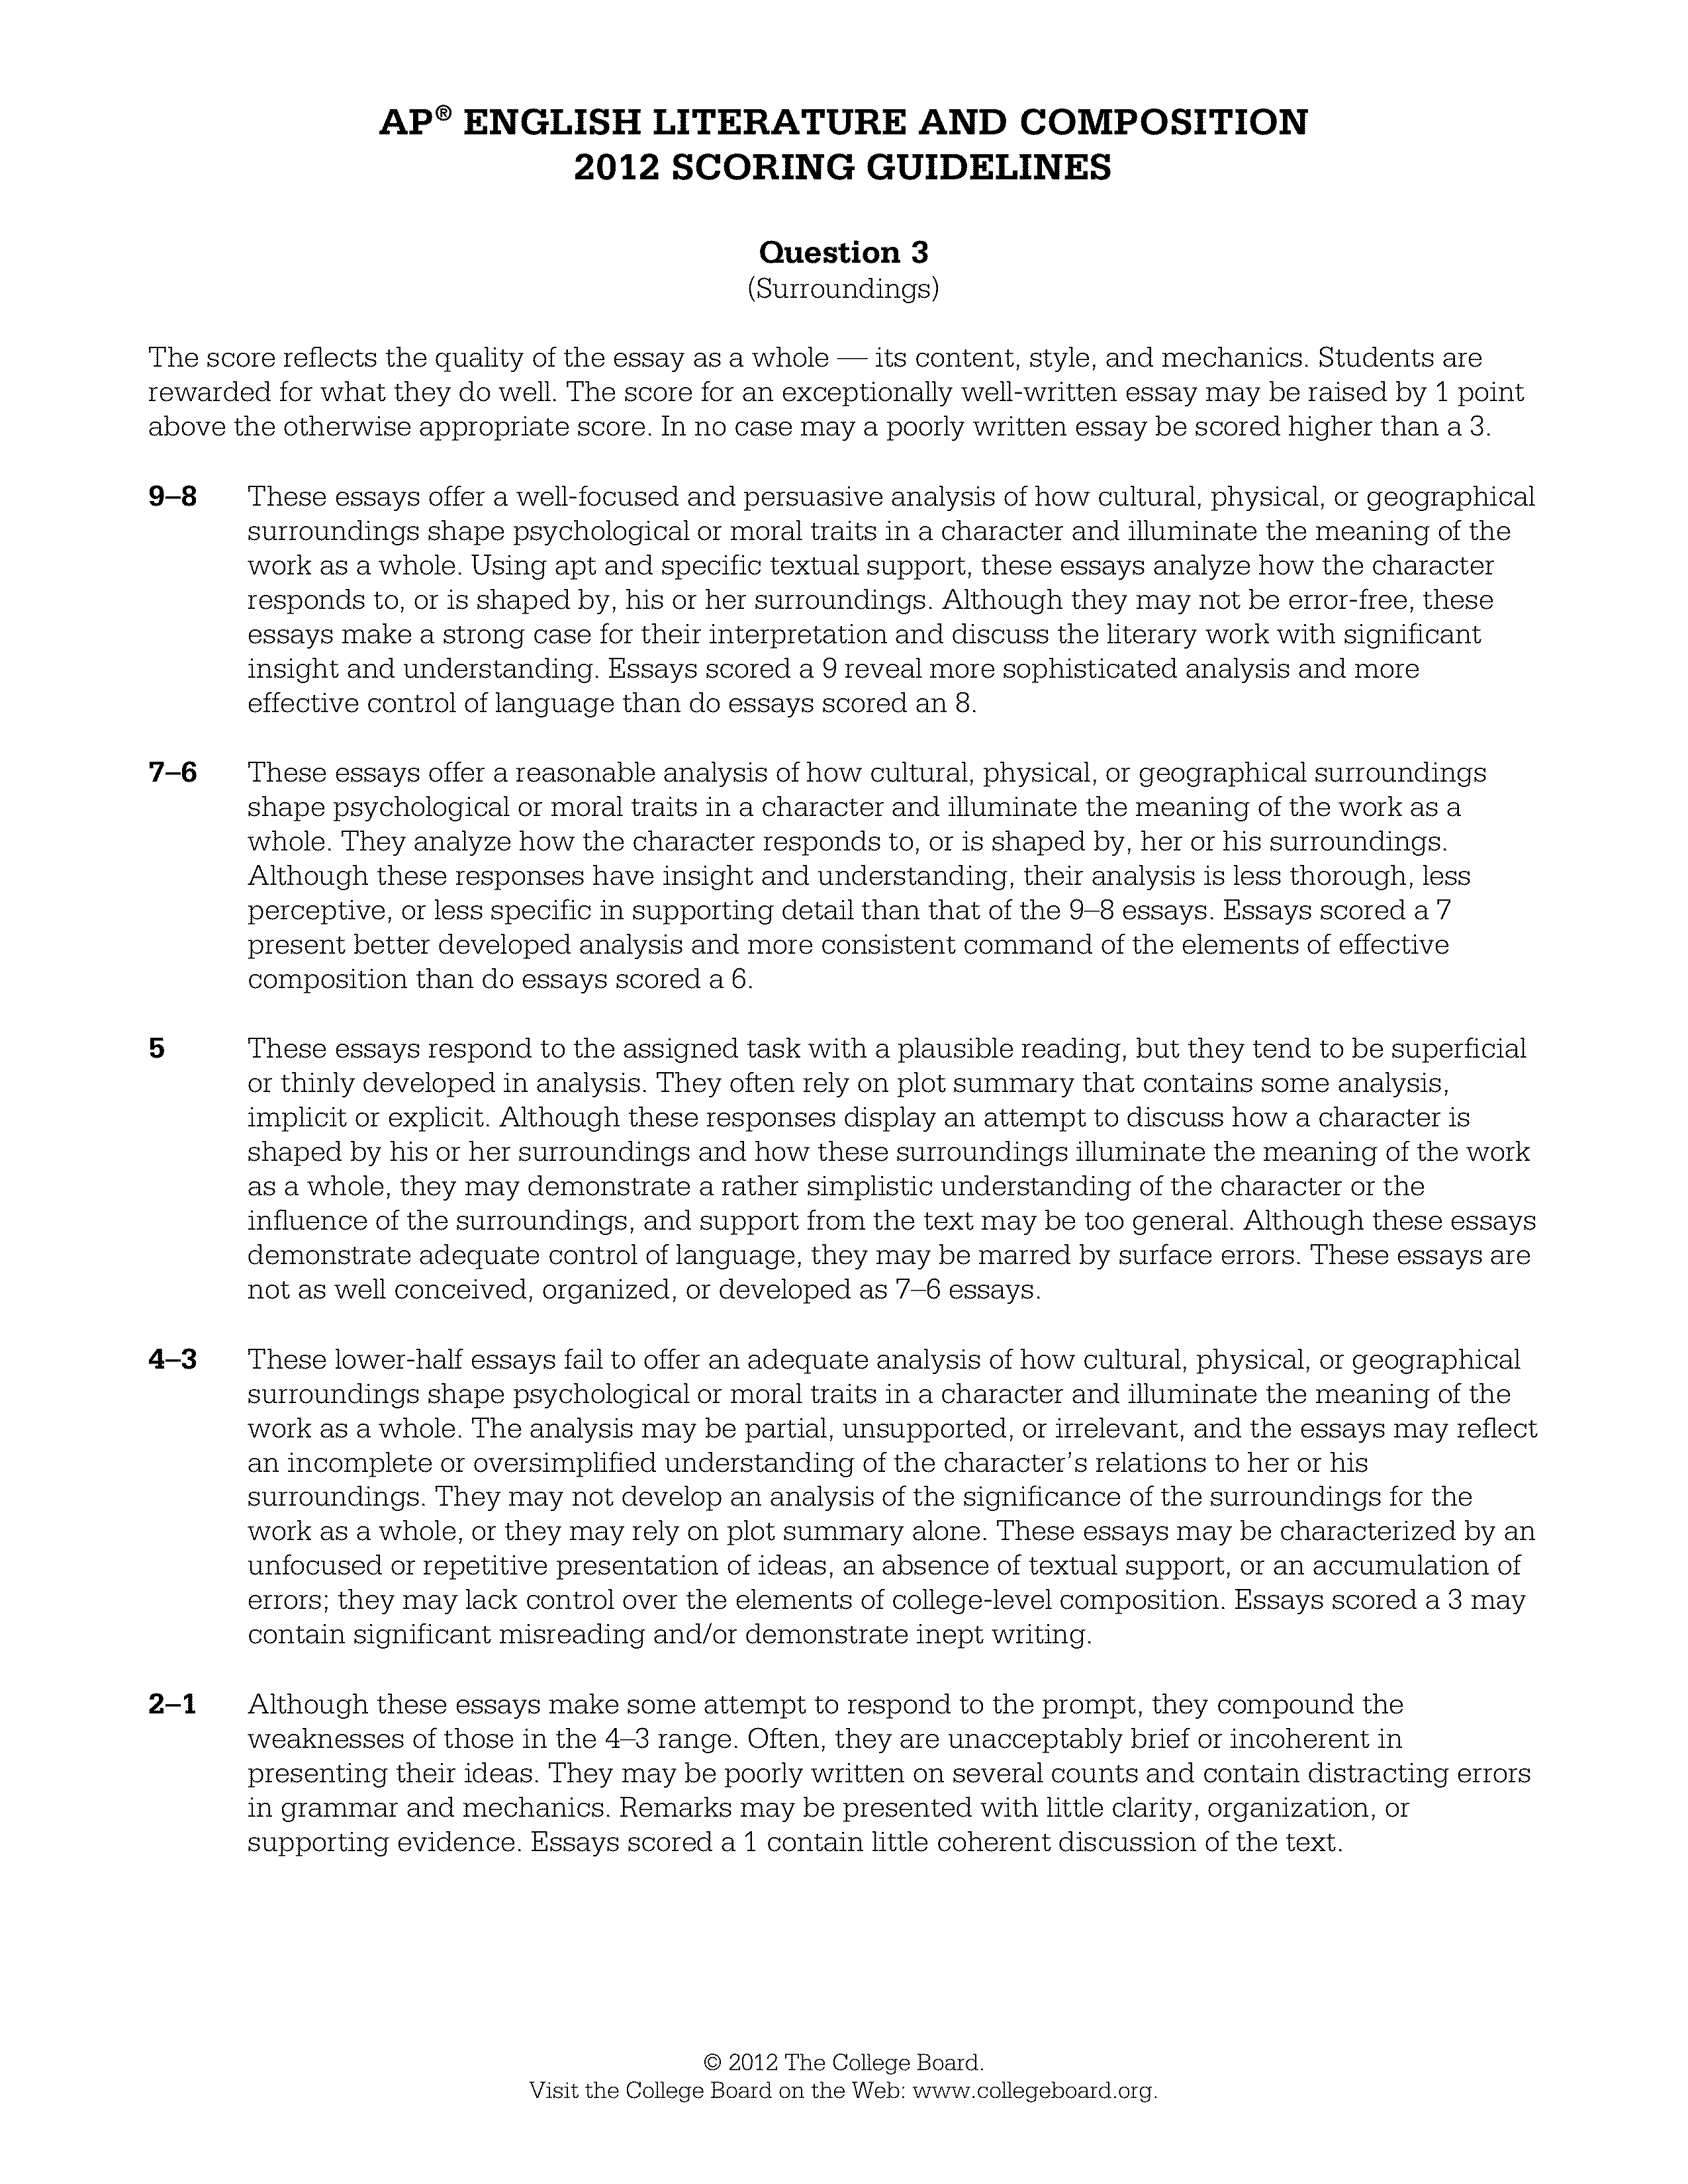 AP® ENGLISH LITERATURE AND COMPOSITION
2012 SCORING GUIDELINES
Question 3
(Surroundings)
The score reflects the quality of the essay as a whole — its content, style, and mechanics. Students are
rewarded for what they do well. The score for an exceptionally well-written essay may be raised by 1 point
above the otherwise appropriate score. In no case may a poorly written essay be scored higher than a 3.
9–8 These essays offer a well-focused and persuasive analysis of how cultural, physical, or geographical
surroundings shape psychological or moral traits in a character and illuminate the meaning of the
work as a whole. Using apt and specific textual support, these essays analyze how the character
responds to, or is shaped by, his or her surroundings. Although they may not be error-free, these
essays make a strong case for their interpretation and discuss the literary work with significant
insight and understanding. Essays scored a 9 reveal more sophisticated analysis and more
effective control of language than do essays scored an 8.
7–6 These essays offer a reasonable analysis of how cultural, physical, or geographical surroundings
shape psychological or moral traits in a character and illuminate the meaning of the work as a
whole. They analyze how the character responds to, or is shaped by, her or his surroundings.
Although these responses have insight and understanding, their analysis is less thorough, less
perceptive, or less specific in supporting detail than that of the 9–8 essays. Essays scored a 7
present better developed analysis and more consistent command of the elements of effective
composition than do essays scored a 6.
5 These essays respond to the assigned task with a plausible reading, but they tend to be superficial
or thinly developed in analysis. They often rely on plot summary that contains some analysis,
implicit or explicit. Although these responses display an attempt to discuss how a character is
shaped by his or her surroundings and how these surroundings illuminate the meaning of the work
as a whole, they may demonstrate a rather simplistic understanding of the character or the
influence of the surroundings, and support from the text may be too general. Although these essays
demonstrate adequate control of language, they may be marred by surface errors. These essays are
not as well conceived, organized, or developed as 7–6 essays.
4–3 These lower-half essays fail to offer an adequate analysis of how cultural, physical, or geographical
surroundings shape psychological or moral traits in a character and illuminate the meaning of the
work as a whole. The analysis may be partial, unsupported, or irrelevant, and the essays may reflect
an incomplete or oversimplified understanding of the character's relations to her or his
surroundings. They may not develop an analysis of the significance of the surroundings for the
work as a whole, or they may rely on plot summary alone. These essays may be characterized by an
unfocused or repetitive presentation of ideas, an absence of textual support, or an accumulation of
errors; they may lack control over the elements of college-level composition. Essays scored a 3 may
contain significant misreading and/or demonstrate inept writing.
2–1 Although these essays make some attempt to respond to the prompt, they compound the
weaknesses of those in the 4–3 range. Often, they are unacceptably brief or incoherent in
presenting their ideas. They may be poorly written on several counts and contain distracting errors
in grammar and mechanics. Remarks may be presented with little clarity, organization, or
supporting evidence. Essays scored a 1 contain little coherent discussion of the text.
© 2012 The College Board.
Visit the College Board on the Web: www.collegeboard.org.